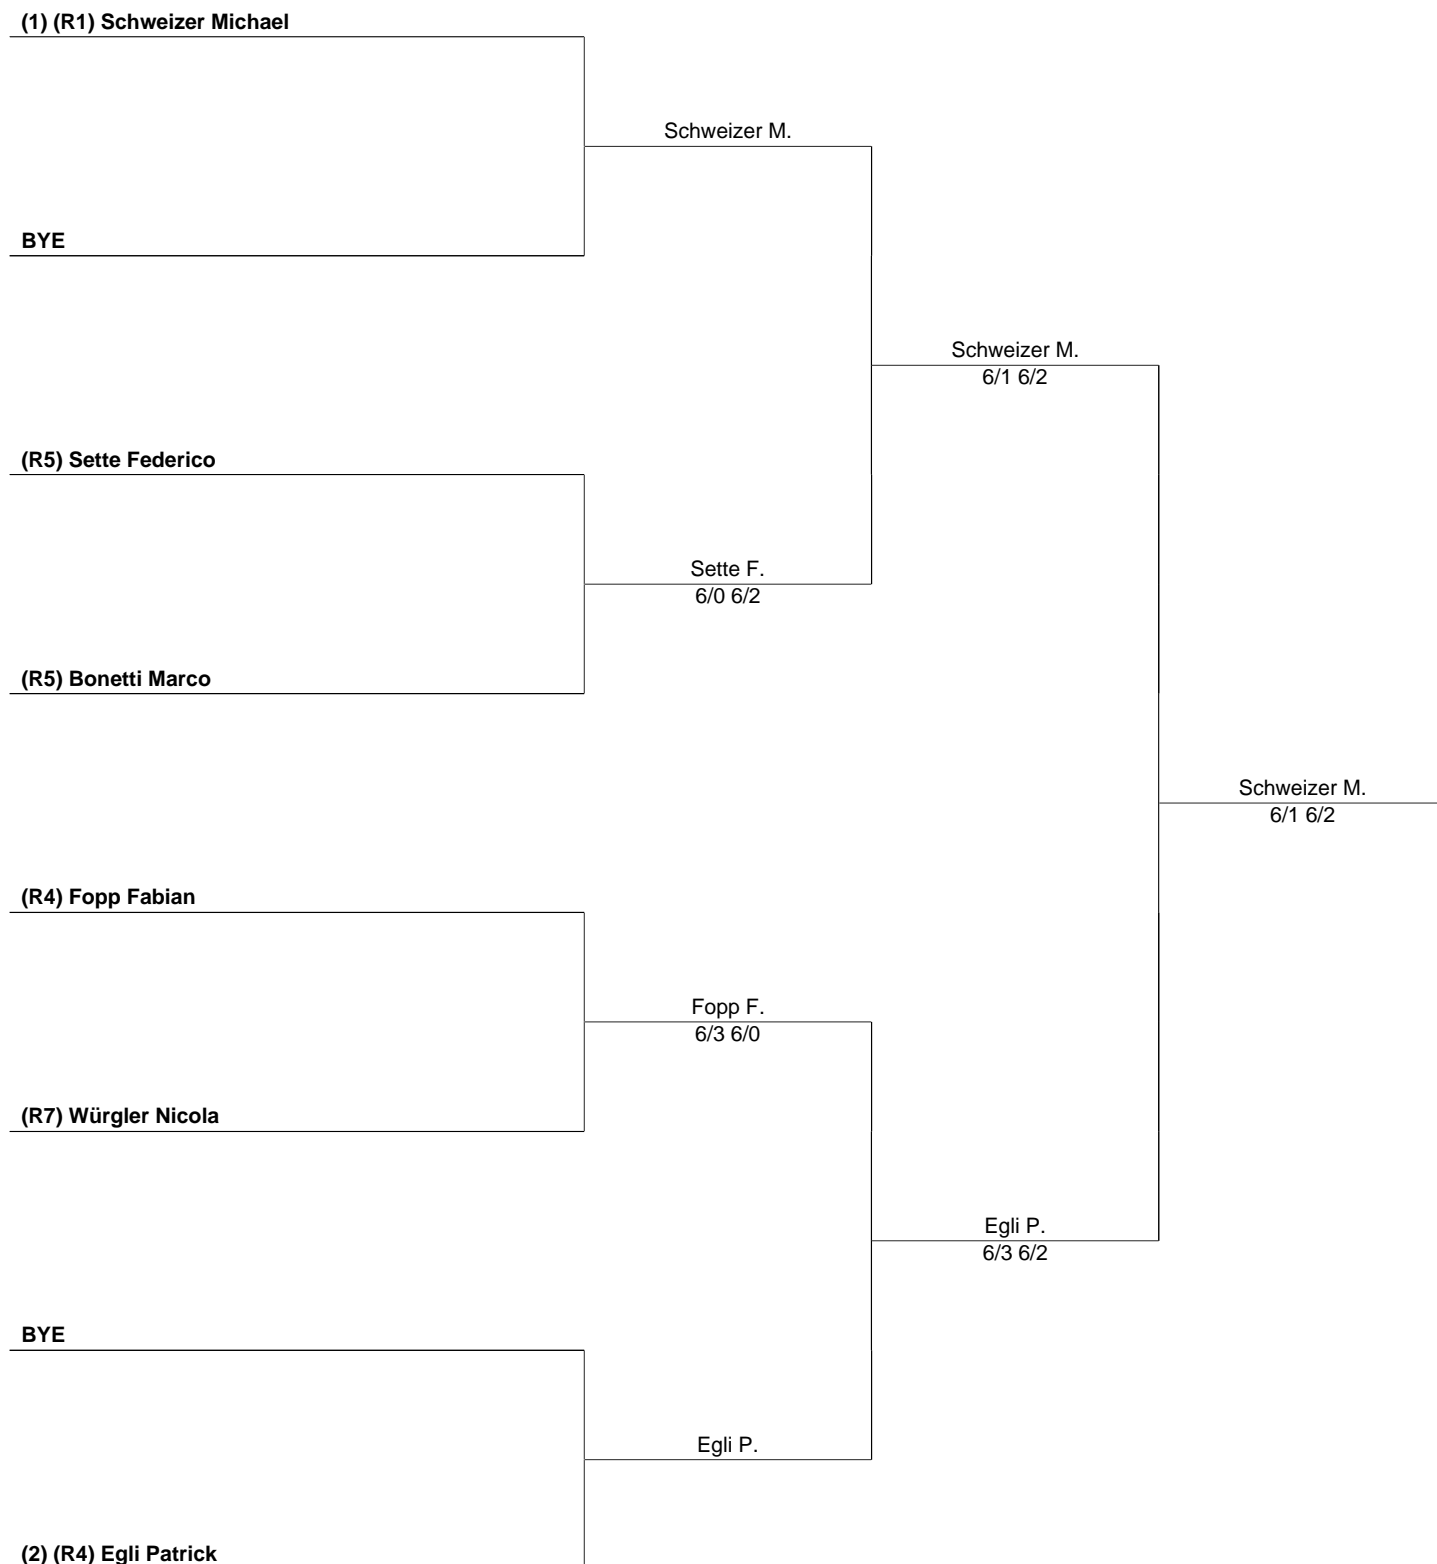 (1) (R1) Schweizer Michael
Schweizer M.
BYE
Schweizer M.
6/1 6/2
(R5) Sette Federico
Sette F.
6/0 6/2
(R5) Bonetti Marco
Schweizer M.
6/1 6/2
(R4) Fopp Fabian
Fopp F.
6/3 6/0
(R7) Würgler Nicola
Egli P.
6/3 6/2
BYE
Egli P.
(2) (R4) Egli Patrick